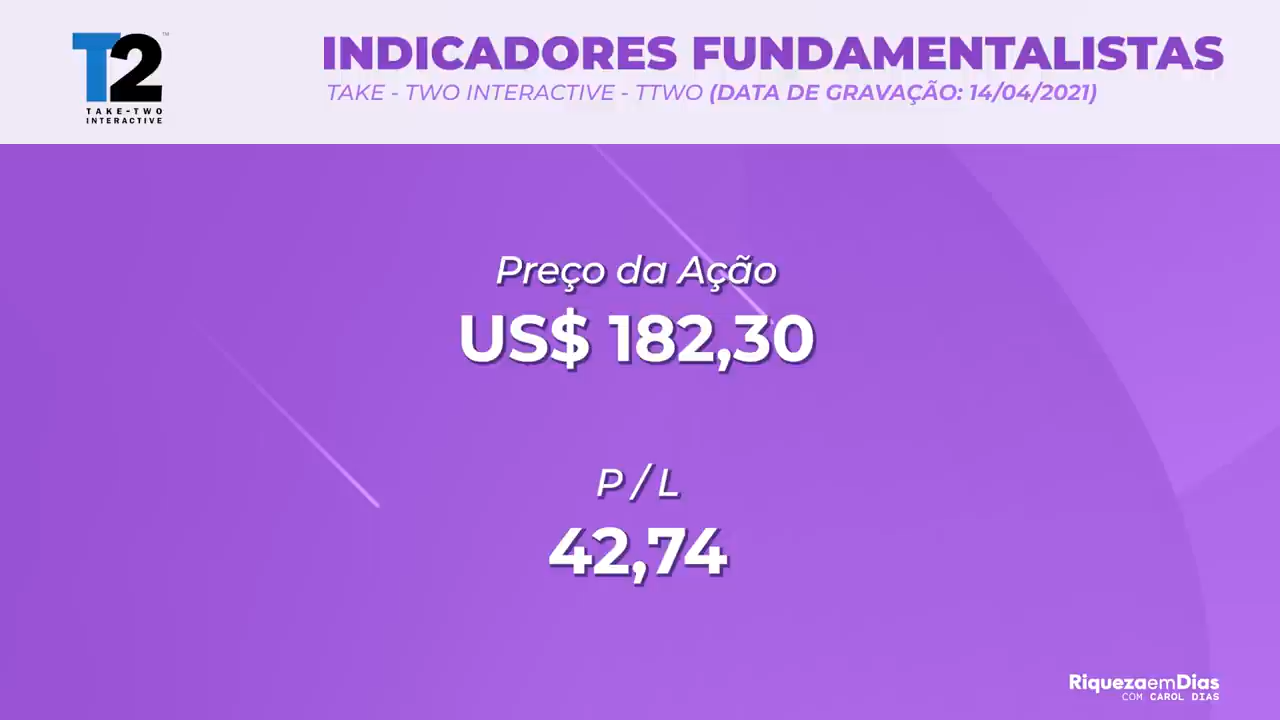 T2™
TAKE-TWO
INTERACTIVE
INDICADORES FUNDAMENTALISTAS
TAKE - TWO INTERACTIVE - TTWO (DATA DE GRAVAÇÃO: 14/04/2021)
Preço da Ação
US$ 182,30
P / L
42,74
RiquezaemDias
COM CAROL DIAS